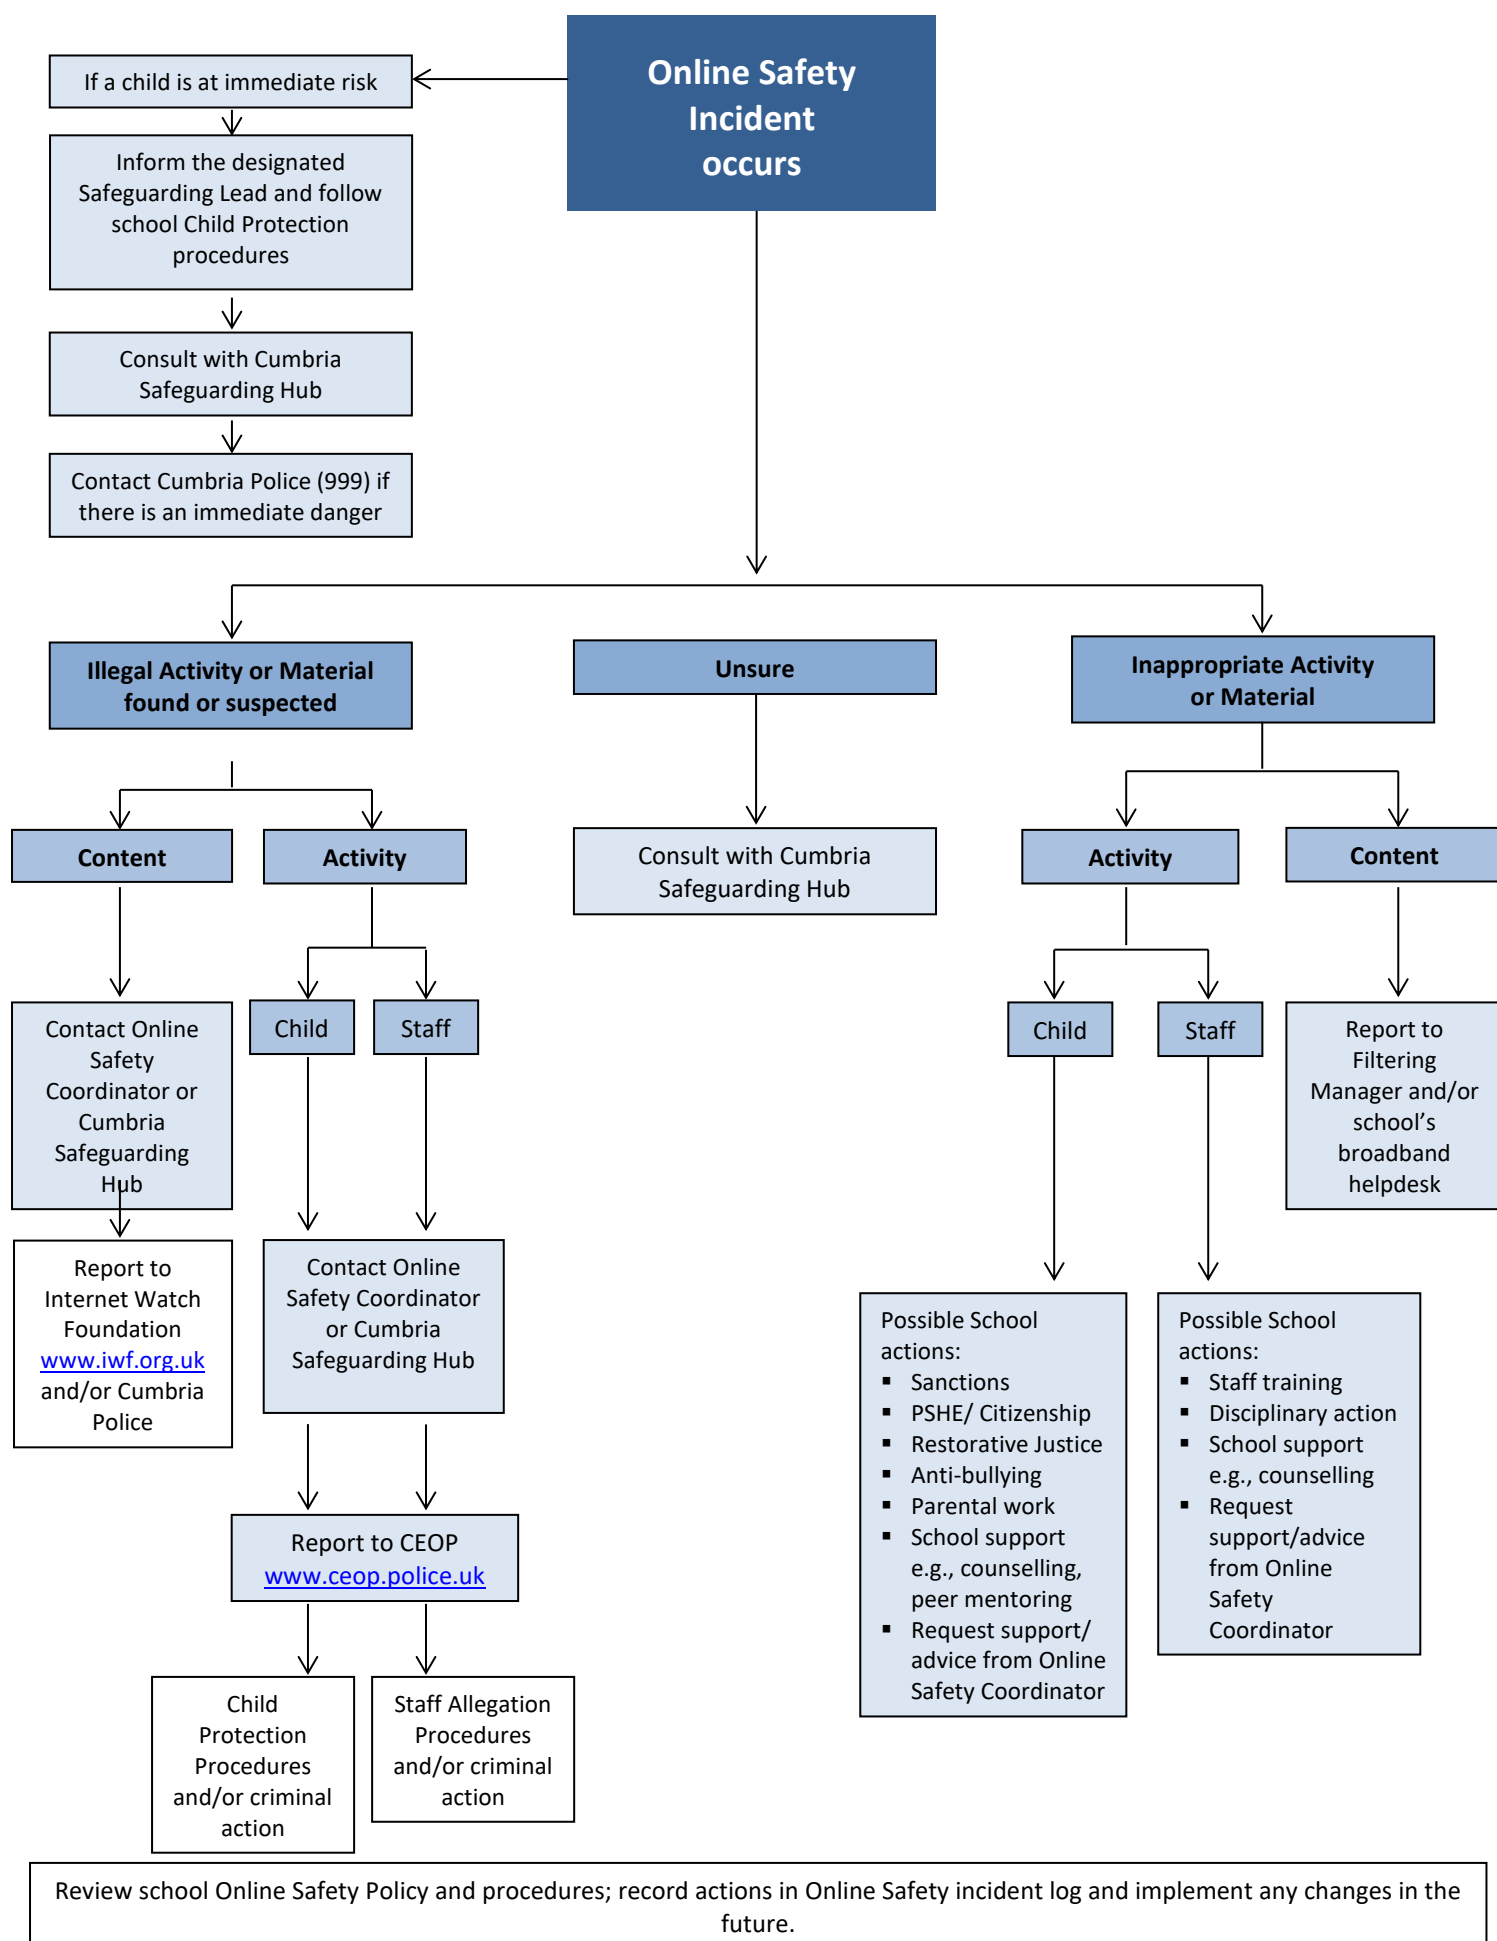 Online Safety
Incident
occurs
If a child is at immediate risk
Inform the designated
Safeguarding Lead and follow
school Child Protection
procedures
Consult with Cumbria
Safeguarding Hub
Contact Cumbria Police (999) if
there is an immediate danger
Illegal Activity or Material
found or suspected
Unsure
Inappropriate Activity
or Material
Content
Activity
Consult with Cumbria
Safeguarding Hub
Activity
Content
Contact Online
Safety
Coordinator or
Cumbria
Safeguarding
Hub
Child
Staff
Child
Staff
Report to
Filtering
Manager and/or
school’s
broadband
helpdesk
Report to
Internet Watch
Foundation
www.iwf.org.uk
and/or Cumbria
Police
Contact Online
Safety Coordinator
or Cumbria
Safeguarding Hub
Possible School
actions:
▪ Sanctions
▪ PSHE/ Citizenship
▪ Restorative Justice
▪ Anti-bullying
▪ Parental work
▪ School support
e.g., counselling,
peer mentoring
▪ Request support/
advice from Online
Safety Coordinator
Possible School
actions:
▪ Staff training
▪ Disciplinary action
▪ School support
e.g., counselling
▪ Request
support/advice
from Online
Safety
Coordinator
Report to CEOP
www.ceop.police.uk
Child
Protection
Procedures
and/or criminal
action
Staff Allegation
Procedures
and/or criminal
action
Review school Online Safety Policy and procedures; record actions in Online Safety incident log and implement any changes in the
future.